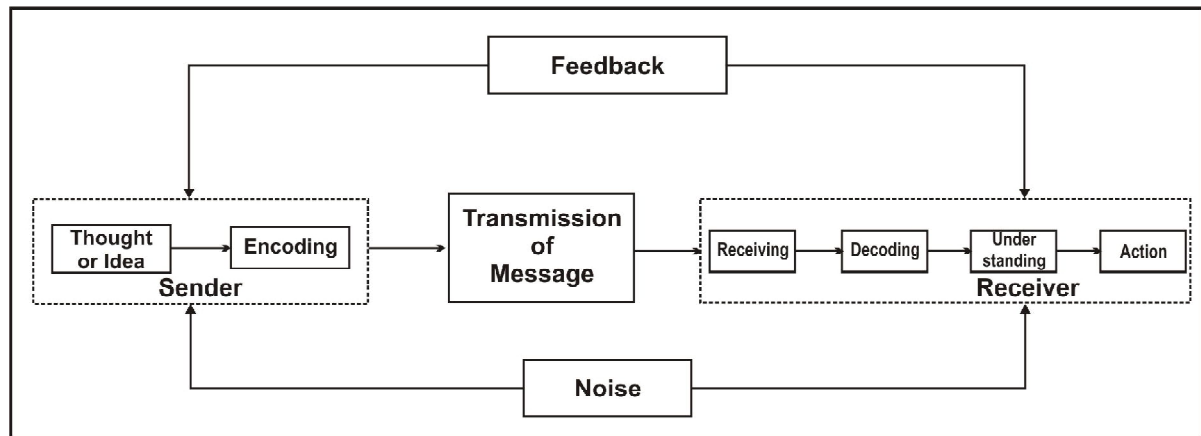 Feedback
Thought
or Idea
Encoding
Sender
Transmission
of
Message
Receiving
Decoding
Under
standing
Action
Receiver
Noise